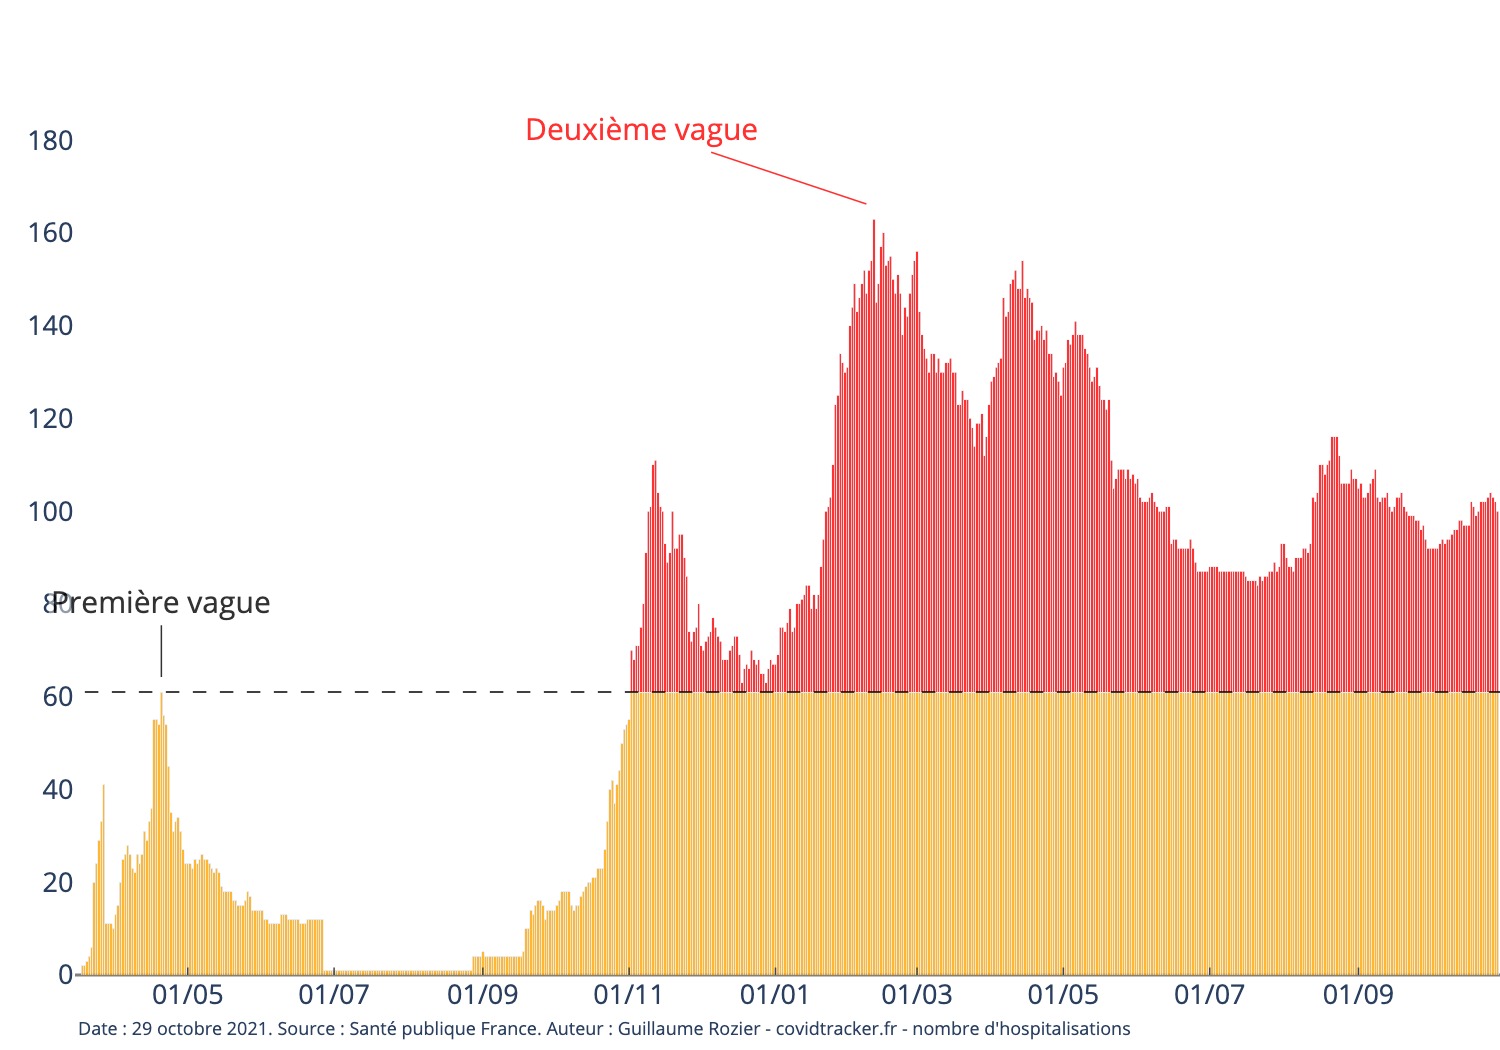 Deuxième vague
180
160
140
120
100
80
Première vague
60
40
20
0
01/05 01/07 01/09 01/11 01/01 01/03 01/05 01/07 01/09
Date : 29 octobre 2021. Source : Santé publique France. Auteur : Guillaume Rozier - covidtracker.fr - nombre d'hospitalisations